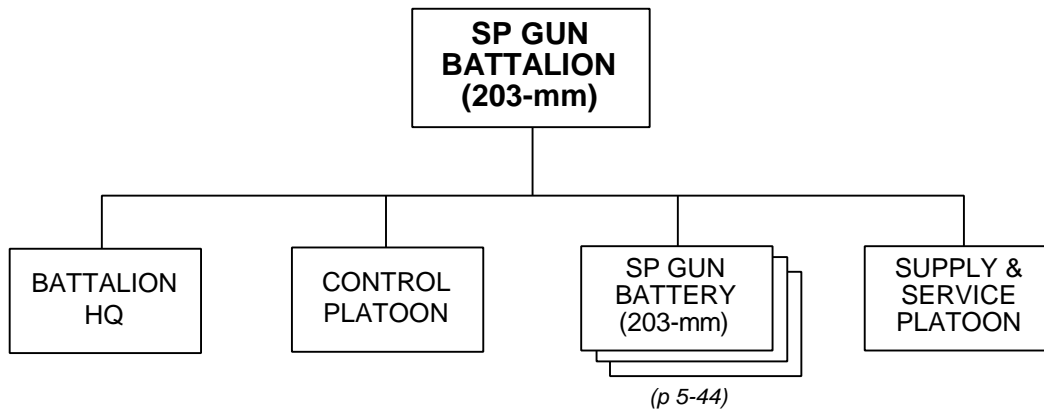 SP GUN
BATTALION
(203-mm)
BATTALION
HQ
CONTROL
PLATOON
SP GUN
BATTERY
(203-mm)
SUPPLY &
SERVICE
PLATOON
(p 5-44)